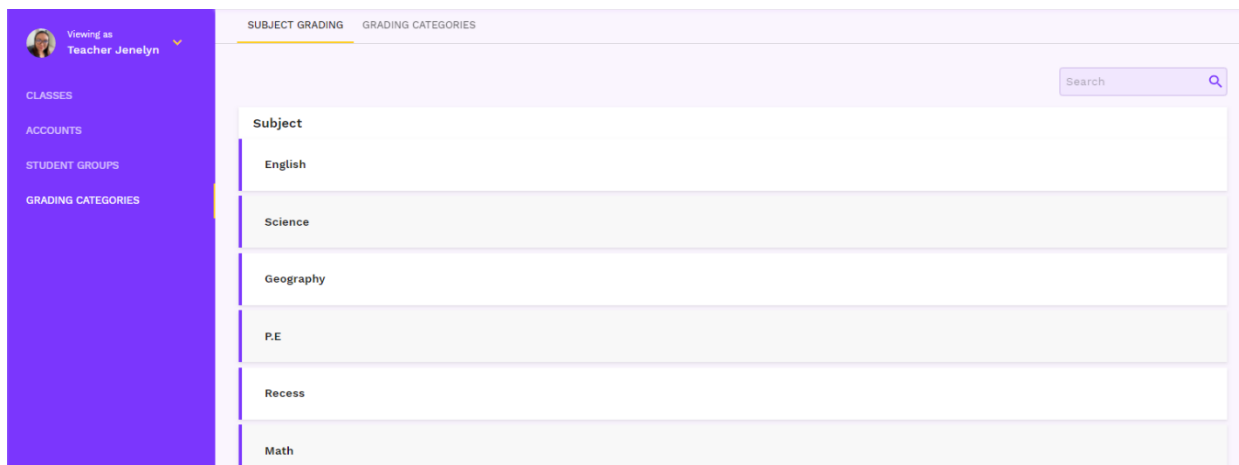 Viewing as
Teacher Jenelyn
CLASSES
ACCOUNTS
STUDENT GROUPS
GRADING CATEGORIES
SUBJECT GRADING GRADING CATEGORIES
Search
Subject
English
Science
Geography
P.E
Recess
Math